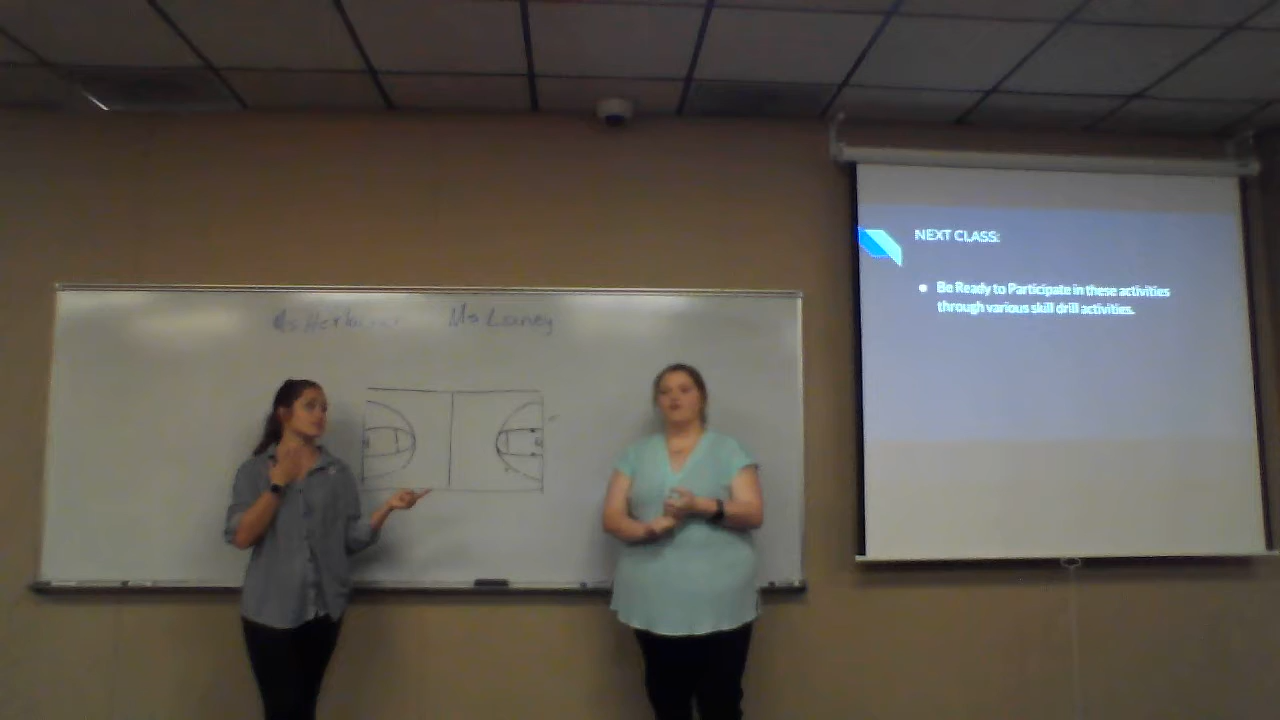 Ms Laney
NEXT CLASS:
Be Ready to Participate in these activities
through various skill drill activities.